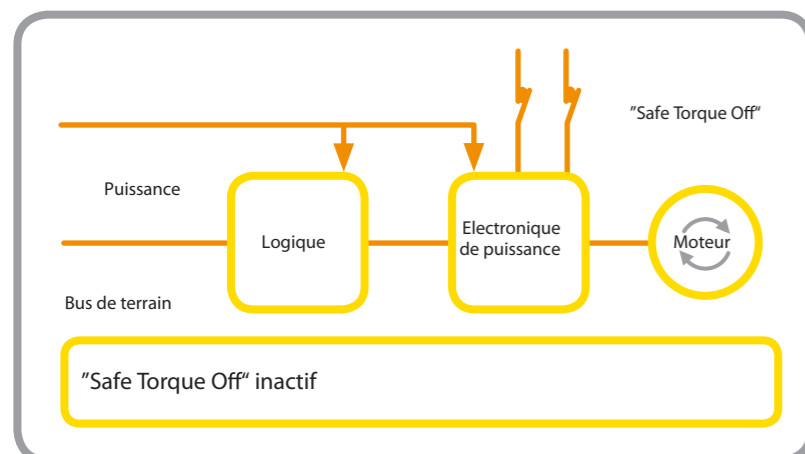 ”Safe Torque Off“
Puissance
Logique
Electronique
de puissance
Moteur
Bus de terrain
”Safe Torque Off“ inactif